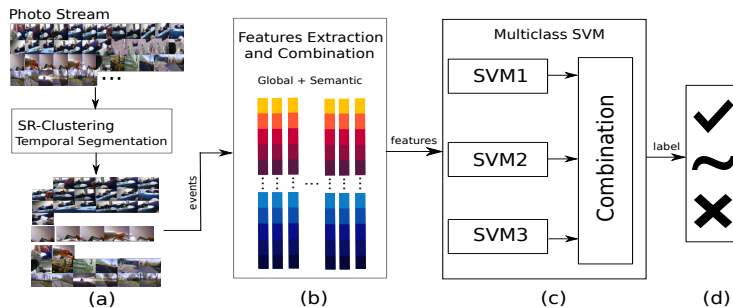 Photo Stream
...
SR-Clustering
Temporal Segmentation
(a)
events
Features Extraction
and Combination
Global + Semantic
...
(b)
features
Multiclass SVM
SVM1
SVM2
SVM3
Combination
(c)
label
(d)